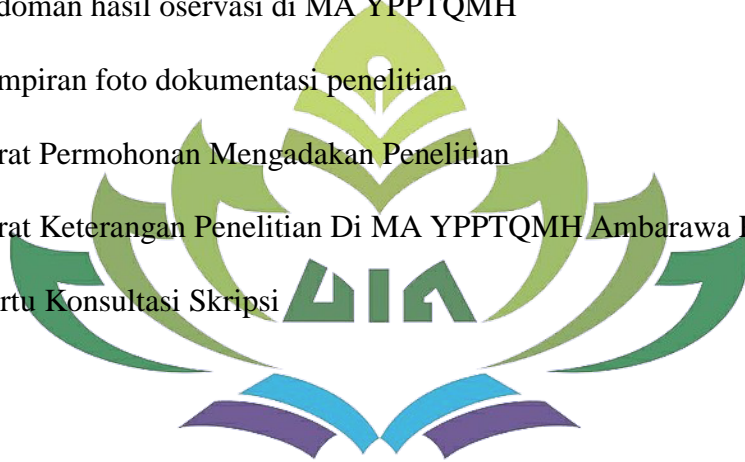 doman hasil oservasi di MA YPPTQMH
mpiran foto dokumentasi penelitian
rat Permohonan Mengadakan Penelitian
rat Keterangan Penelitian Di MA YPPTQMH Ambarawa
rtu Konsultasi Skripsi
UIN